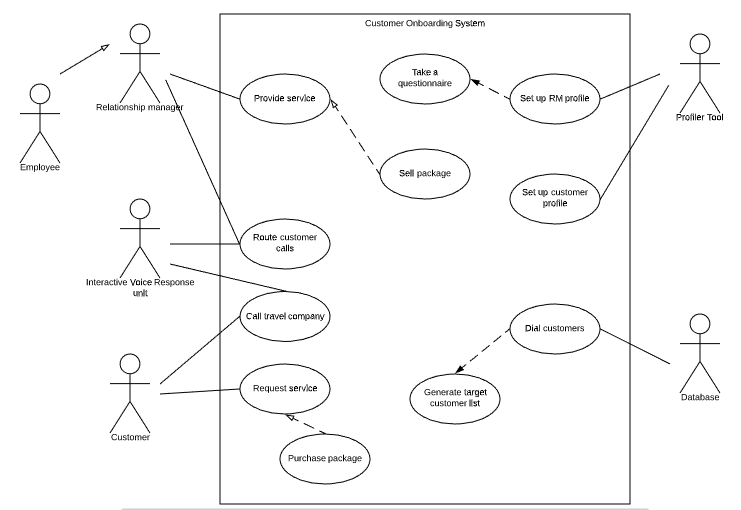 Customer Onboarding System
Relationship manager
Employee
Interactive Voice Response
unit
Customer
Provide service
Take a
questionnaire
Set up RM profile
Sell package
Set up customer
profile
Route customer
calls
Call travel company
Dial customers
Request service
Generate target
customer list
Purchase package
Profiler Tool
Database